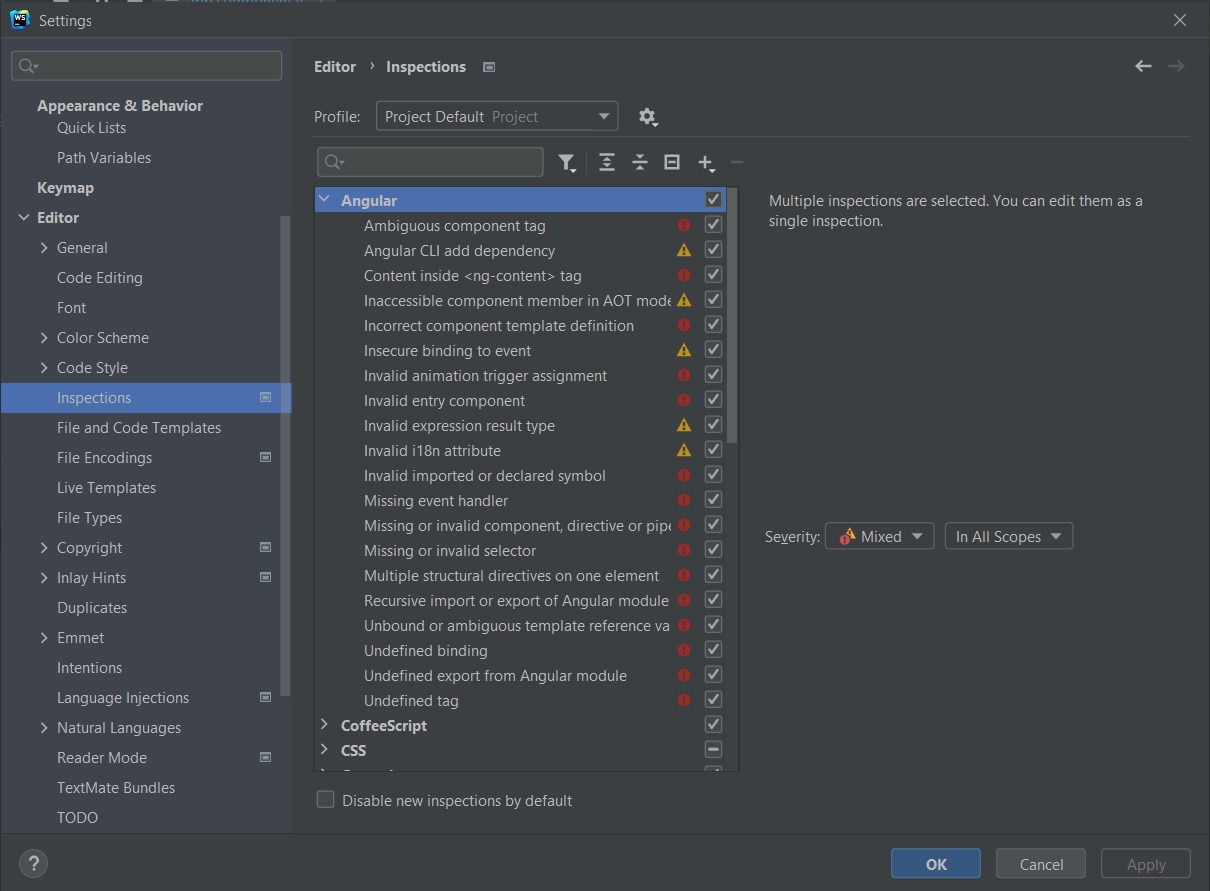 WS
Settings
Appearance & Behavior
Quick Lists
Path Variables
Keymap
Editor
General
Code Editing
Font
Color Scheme
Code Style
Inspections
File and Code Templates
File Encodings
Live Templates
File Types
Copyright
Inlay Hints
Duplicates
Emmet
Intentions
Language Injections
Natural Languages
Reader Mode
TextMate Bundles
TODO
Editor › Inspections
Profile: Project Default Project
Angular
Ambiguous component tag
Angular CLI add dependency
Content inside <ng-content> tag
Inaccessible component member in AOT mode
Incorrect component template definition
Insecure binding to event
Invalid animation trigger assignment
Invalid entry component
Invalid expression result type
Invalid i18n attribute
Invalid imported or declared symbol
Missing event handler
Missing or invalid component, directive or pipe
Missing or invalid selector
Multiple structural directives on one element
Recursive import or export of Angular module
Unbound or ambiguous template reference va
Undefined binding
Undefined export from Angular module
Undefined tag
CoffeeScript
CSS
Disable new inspections by default
Multiple inspections are selected. You can edit them as a
single inspection.
Severity: Mixed In All Scopes
?
OK Cancel Apply